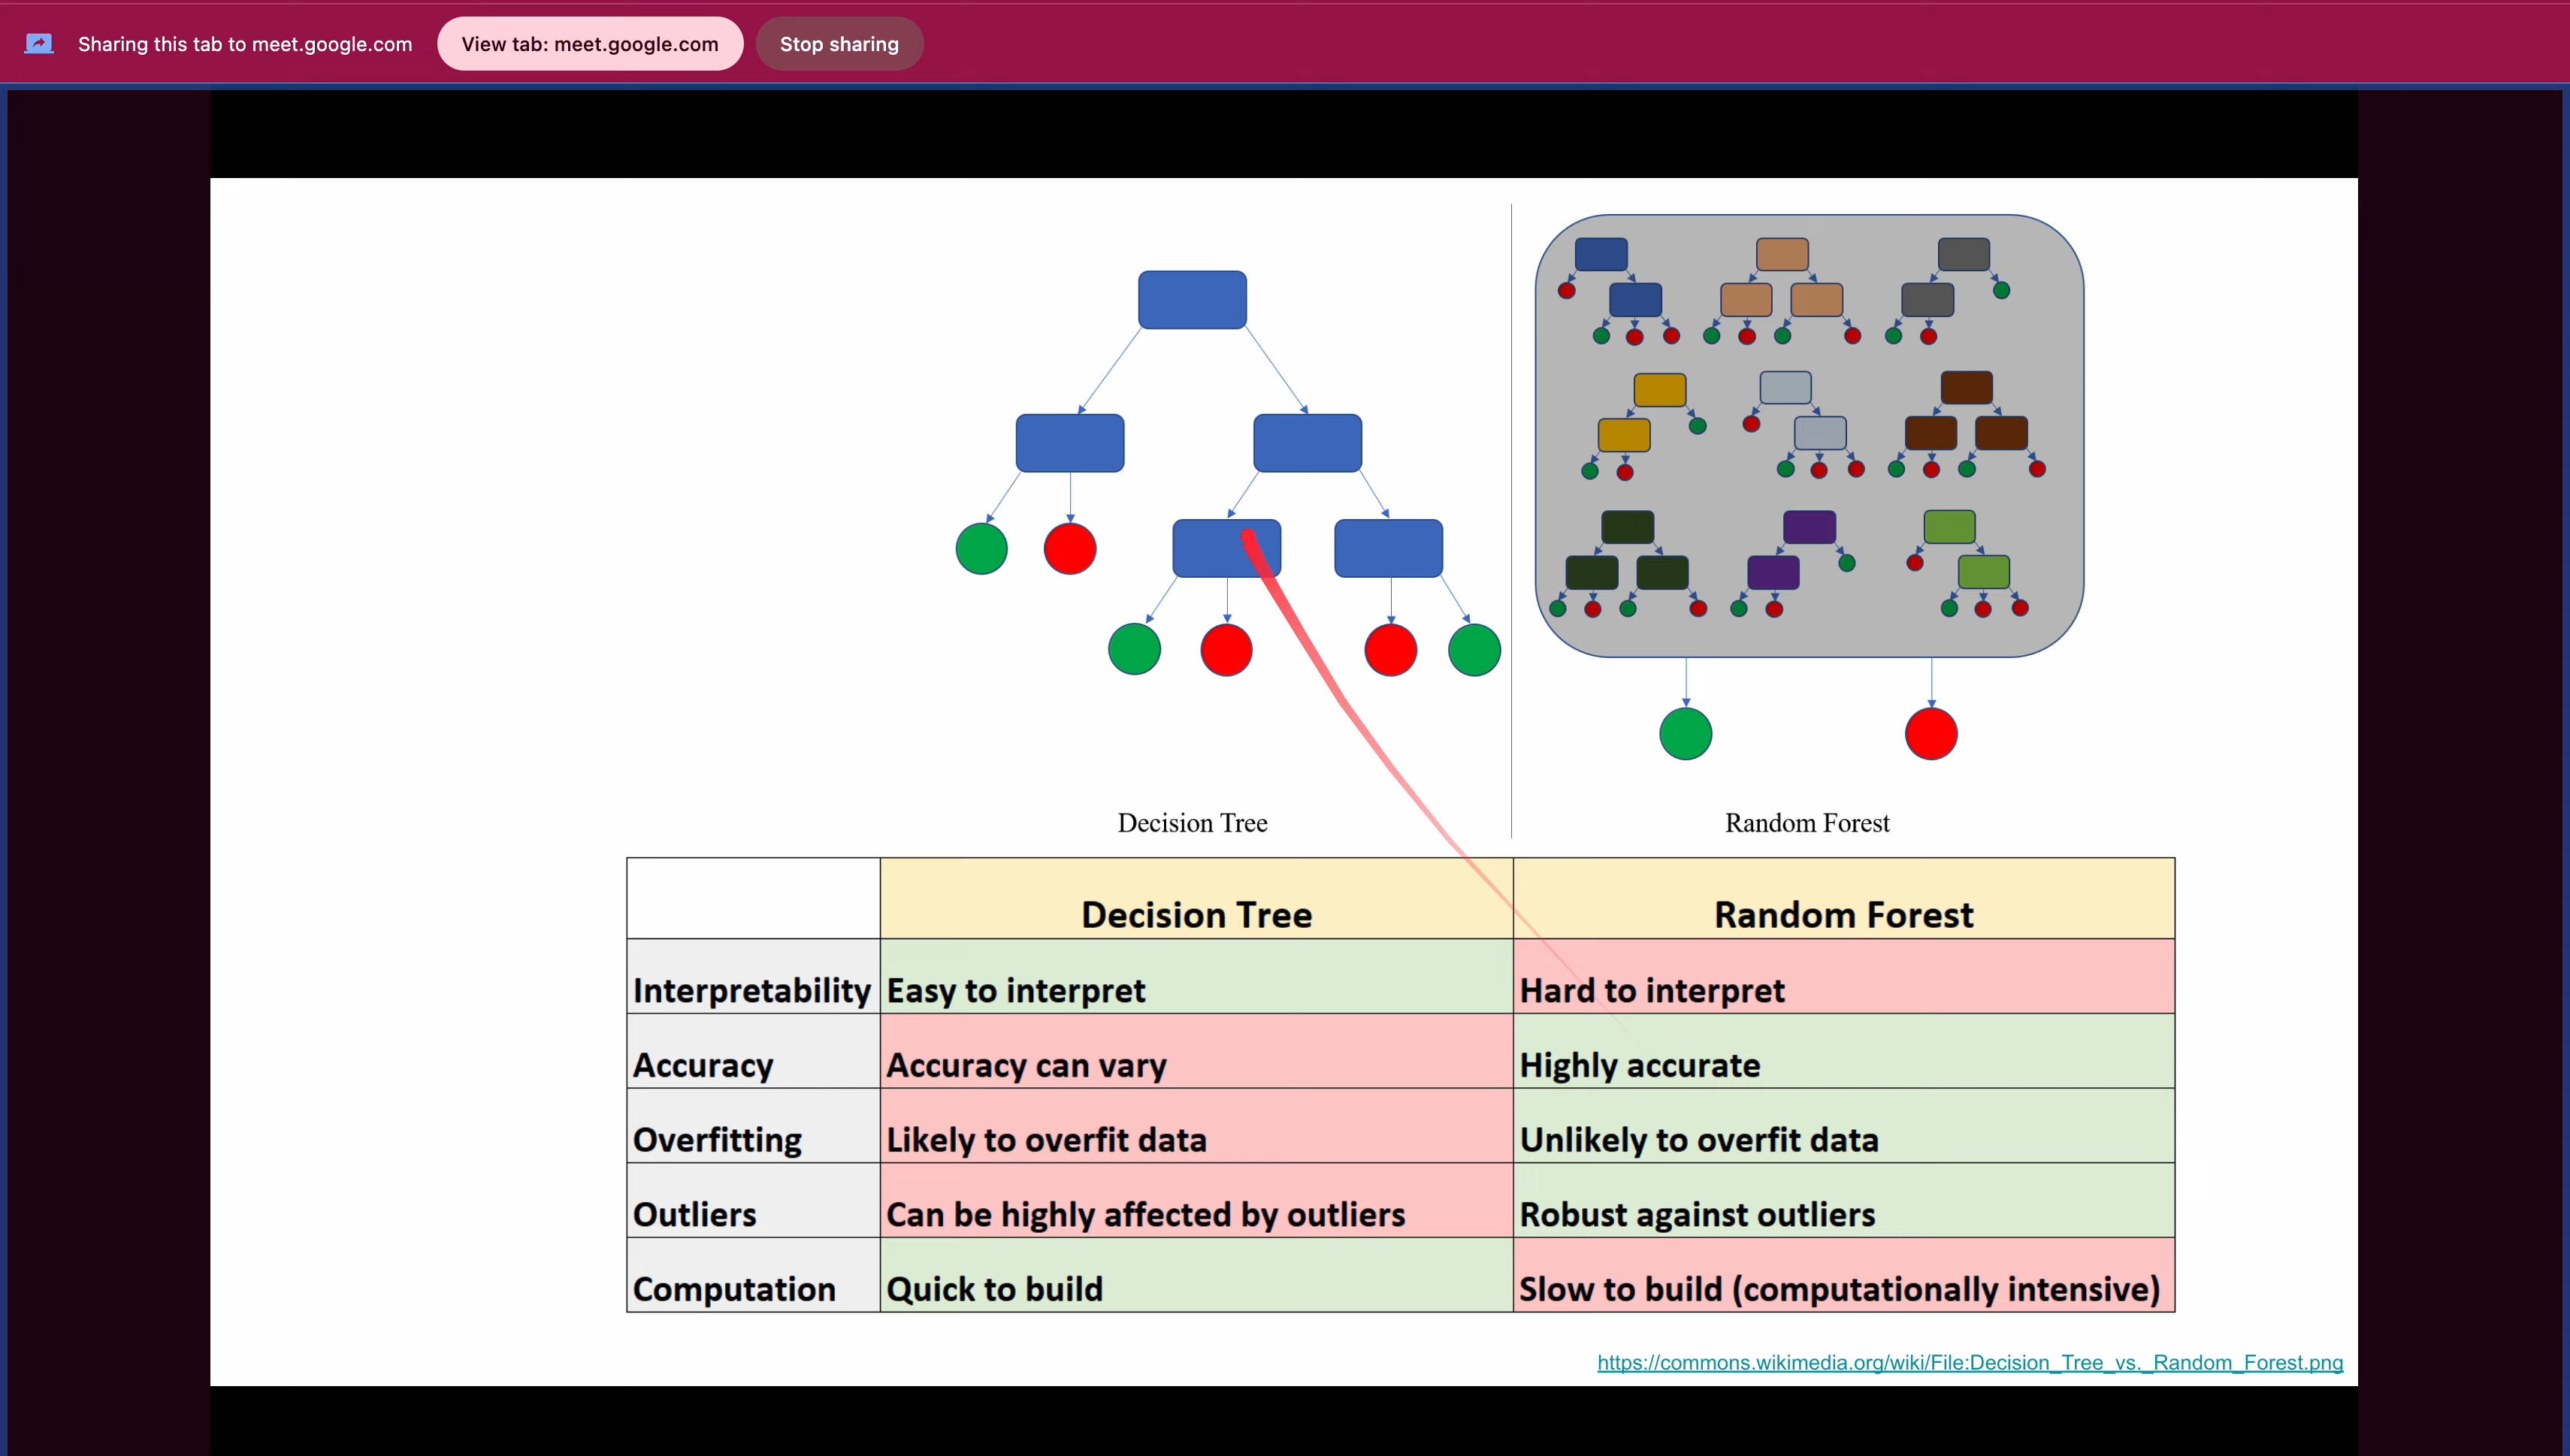 Sharing this tab to meet.google.com
View tab: meet.google.com
Stop sharing
Decision Tree
Random Forest
Decision Tree
Random Forest
Interpretability
Easy to interpret
Hard to interpret
Accuracy
Accuracy can vary
Highly accurate
Overfitting
Likely to overfit data
Unlikely to overfit data
Outliers
Can be highly affected by outliers
Robust against outliers
Computation
Quick to build
Slow to build (computationally intensive)
https://commons.wikimedia.org/wiki/File:Decision_Tree_vs._Random_Forest.png